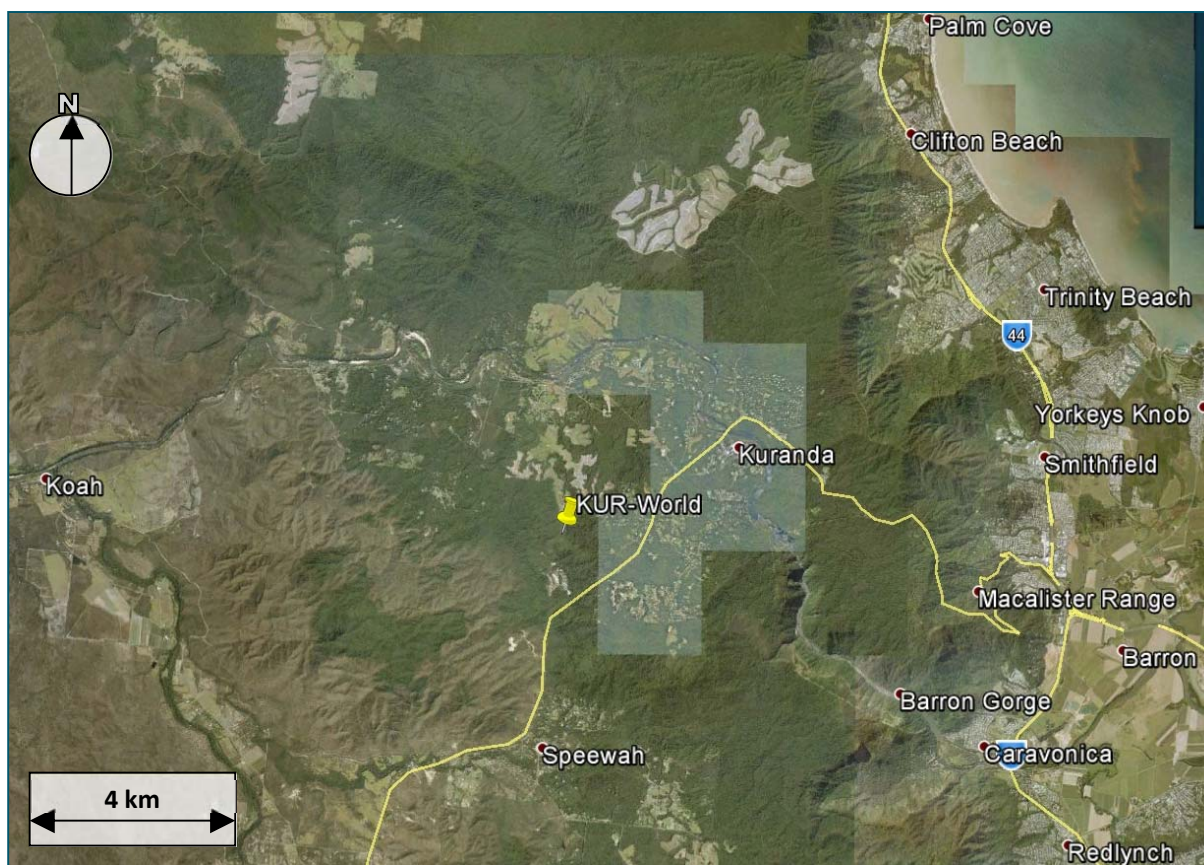 Palm Cove
N
Clifton Beach
Trinity Beach
44
Yorkeys Knob
Kuranda
Smithfield
Koah
KUR-World
Macalister Range
Barron
Barron Gorge
Speewah
Caravonica
4 km
Redlynch